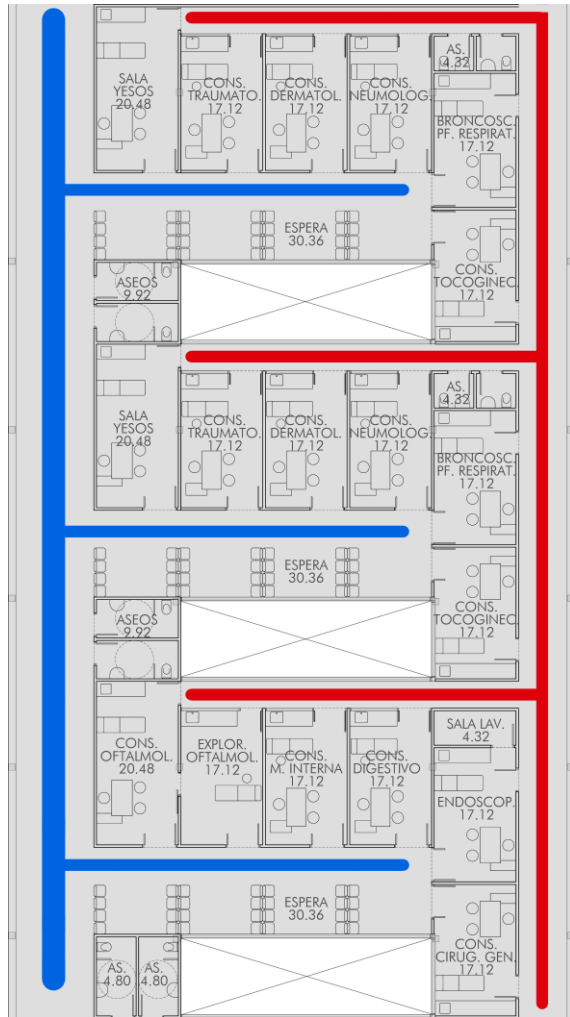 AS.
4.32
SALA
YESOS
20.48
CONS.
TRAUMATO.
17.12
CONS.
DERMATOL.
17.12
CONS.
NEUMOLOG.
17.12
BRONCOSC.
PF. RESPIRAT.
17.12
ESPERA
30.36
ASEOS
9.92
CONS.
TOCOGINEC.
17.12
AS.
4.32
SALA
YESOS
20.48
CONS.
TRAUMATO.
17.12
CONS.
DERMATOL.
17.12
CONS.
NEUMOLOG.
17.12
BRONCOSC.
PF. RESPIRAT.
17.12
ESPERA
30.36
ASEOS
9.92
CONS.
TOCOGINEC.
17.12
SALA LAV.
4.32
CONS.
OFTALMOL.
20.48
EXPLOR.
OFTALMOL.
17.12
CONS.
M. INTERNA
17.12
CONS.
DIGESTIVO
17.12
ENDOSCOP.
17.12
ESPERA
30.36
AS.
4.80
AS.
4.80
CONS.
CIRUG. GEN.
17.12